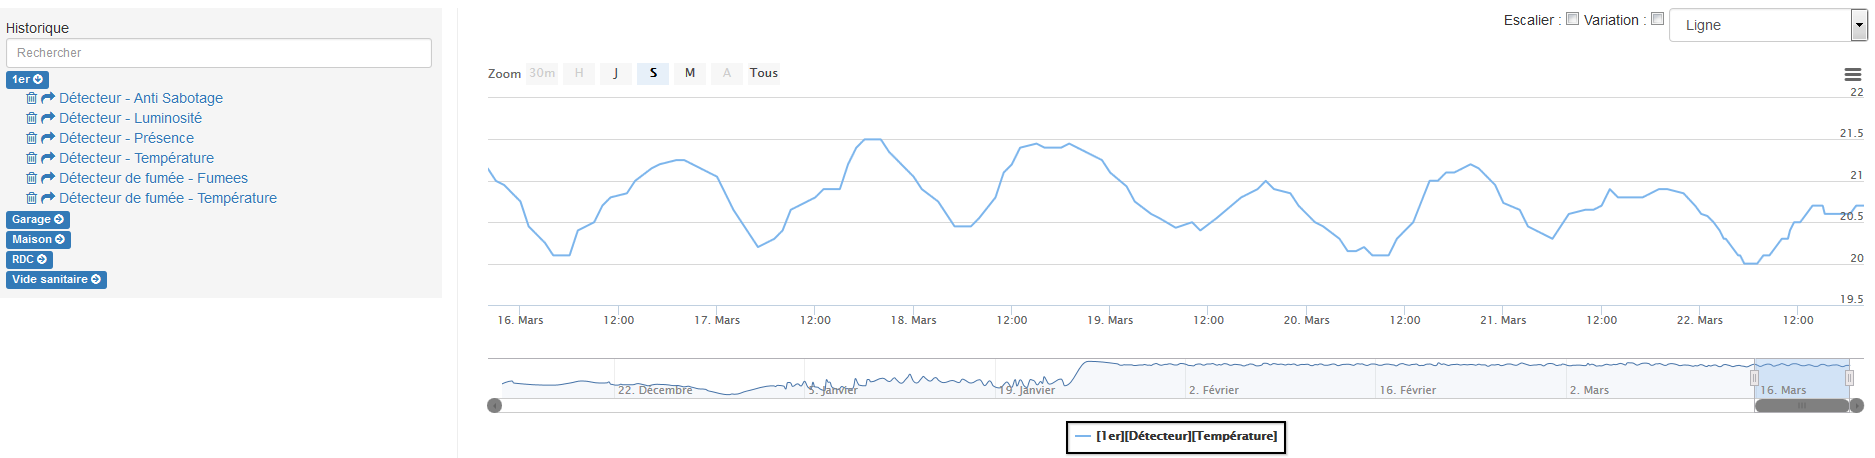 Historique
Rechercher
1er
Détecteur - Anti Sabotage
Détecteur - Luminosité
Détecteur - Présence
Détecteur - Température
Détecteur de fumée - Fumees
Détecteur de fumée - Température
Garage
Maison
RDC
Vide sanitaire
Escalier : Variation : Ligne
Zoom 30m H J S M A Tous
22
21.5
21
20.5
20
19.5
16. Mars 12:00 17. Mars 12:00 18. Mars 12:00 19. Mars 12:00 20. Mars 12:00 21. Mars 12:00 22. Mars 12:00
22. Décembre 5. Janvier 19. Janvier 2. Février 16. Février 2. Mars 16. Mars
[1er][Détecteur][Température]